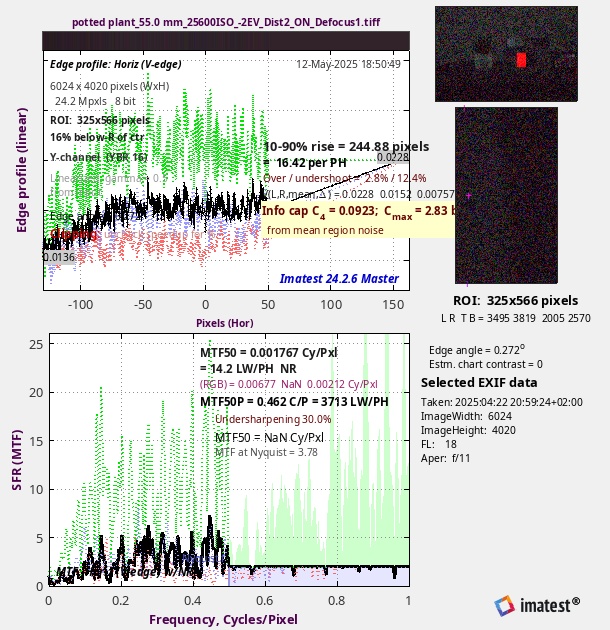 potted plant_55.0 mm_25600ISO_-2EV_Dist2_ON_Defocus1.tiff
Edge profile: Horiz (V-edge)
12-May-2025 18:50:49
6024 x 4020 pixels (WxH)
24.2 Mpxls 8 bit
ROI: 325x566 pixels
16% below-R of ctr
Y-channel (YBR 16)
10-90% rise = 244.88 pixels
= 16.42 per PH
0.0228
Over / undershoot = 2.8% / 12.4%
(L,R,mean,Δ) = 0.0228 0.0152 0.00757
Info cap C4 = 0.0923; Cmax = 2.83 b
from mean region noise
0.0136
Imatest 24.2.6 Master
Edge profile (linear)
-100 -50 0 50 100 150
Pixels (Hor)
MTF50 = 0.001767 Cy/Pxl
= 14.2 LW/PH NR
(RGB) = 0.00677 NaN 0.00212 Cy/Pxl
MTF50P = 0.462 C/P = 3713 LW/PH
Undersharpening 30.0%
MTF50 = NaN Cy/Pxl
MTF at Nyquist = 3.78
SFR (MTF)
25
20
15
10
5
0
0 0.2 0.4 0.6 0.8 1
Frequency, Cycles/Pixel
ROI: 325x566 pixels
L R T B = 3495 3819 2005 2570
Edge angle = 0.272o
Estm. chart contrast = 0
Selected EXIF data
Taken: 2025:04:22 20:59:24+02:00
ImageWidth: 6024
ImageHeight: 4020
FL: 18
Aper: f/11
imatest®